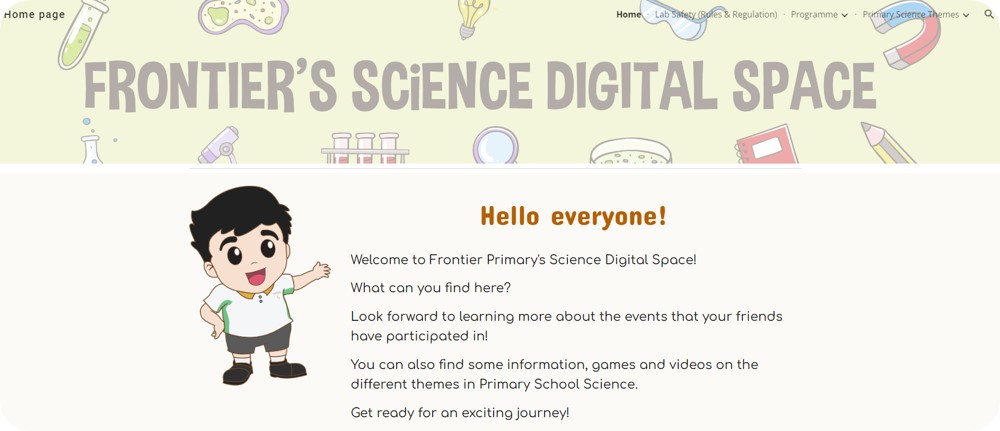 Home page
Home · Lab Safety (Rules & Regulation) · Programme · Primary Science Themes
FRONTIER'S SCiENCE DIGITAL SPACE
Hello everyone!
Welcome to Frontier Primary's Science Digital Space!
What can you find here?
Look forward to learning more about the events that your friends
have participated in!
You can also find some information, games and videos on the
different themes in Primary School Science.
Get ready for an exciting journey!